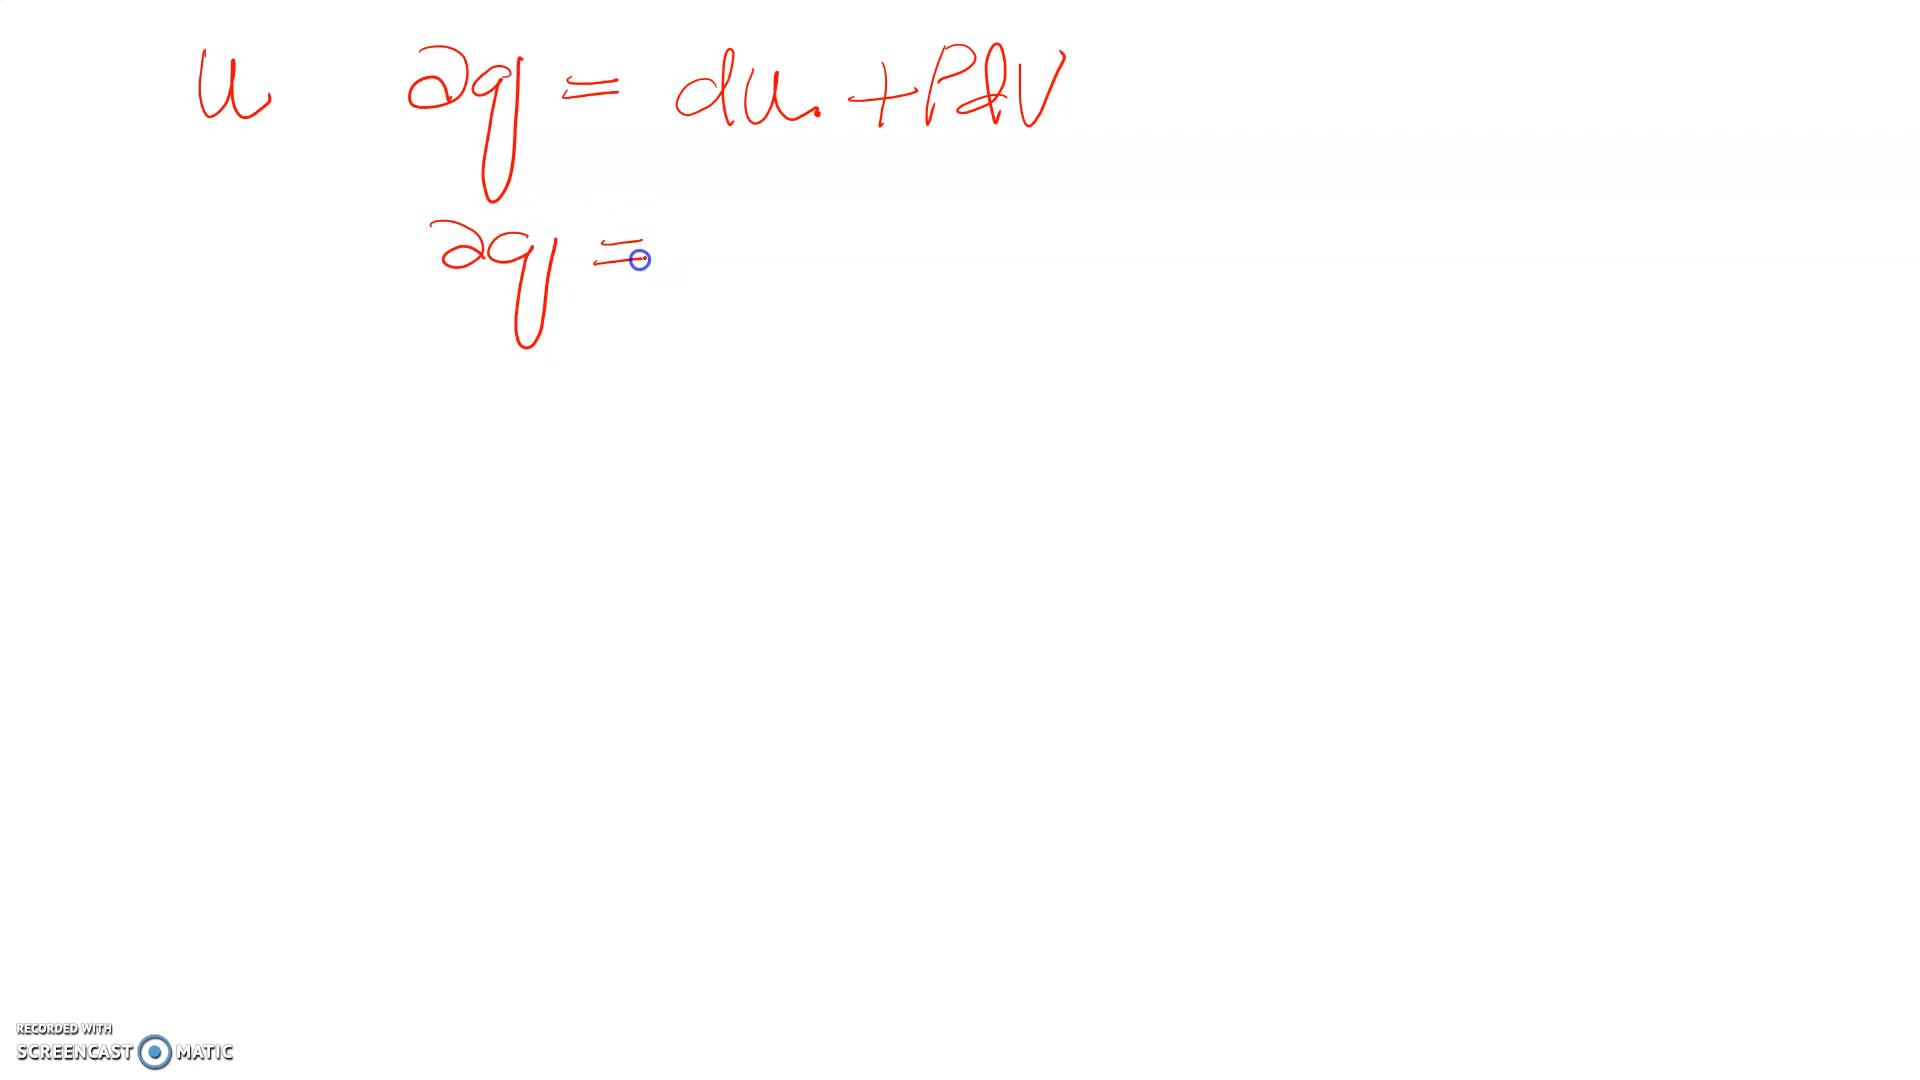 u ∂q = du. + PdV
∂q =
RECORDED WITH
SCREENCAST MATIC